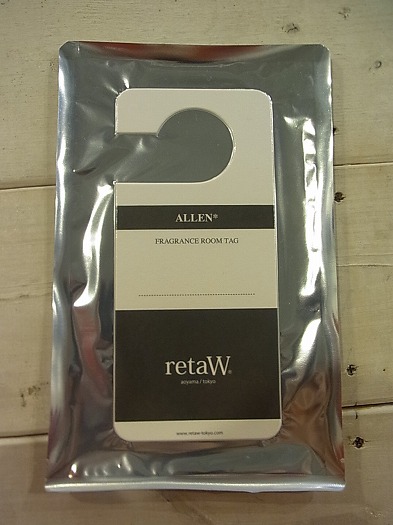 ALLEN*
FRAGRANCE ROOM TAG
retaW®
aoyama / tokyo
www.retaw-tokyo.com